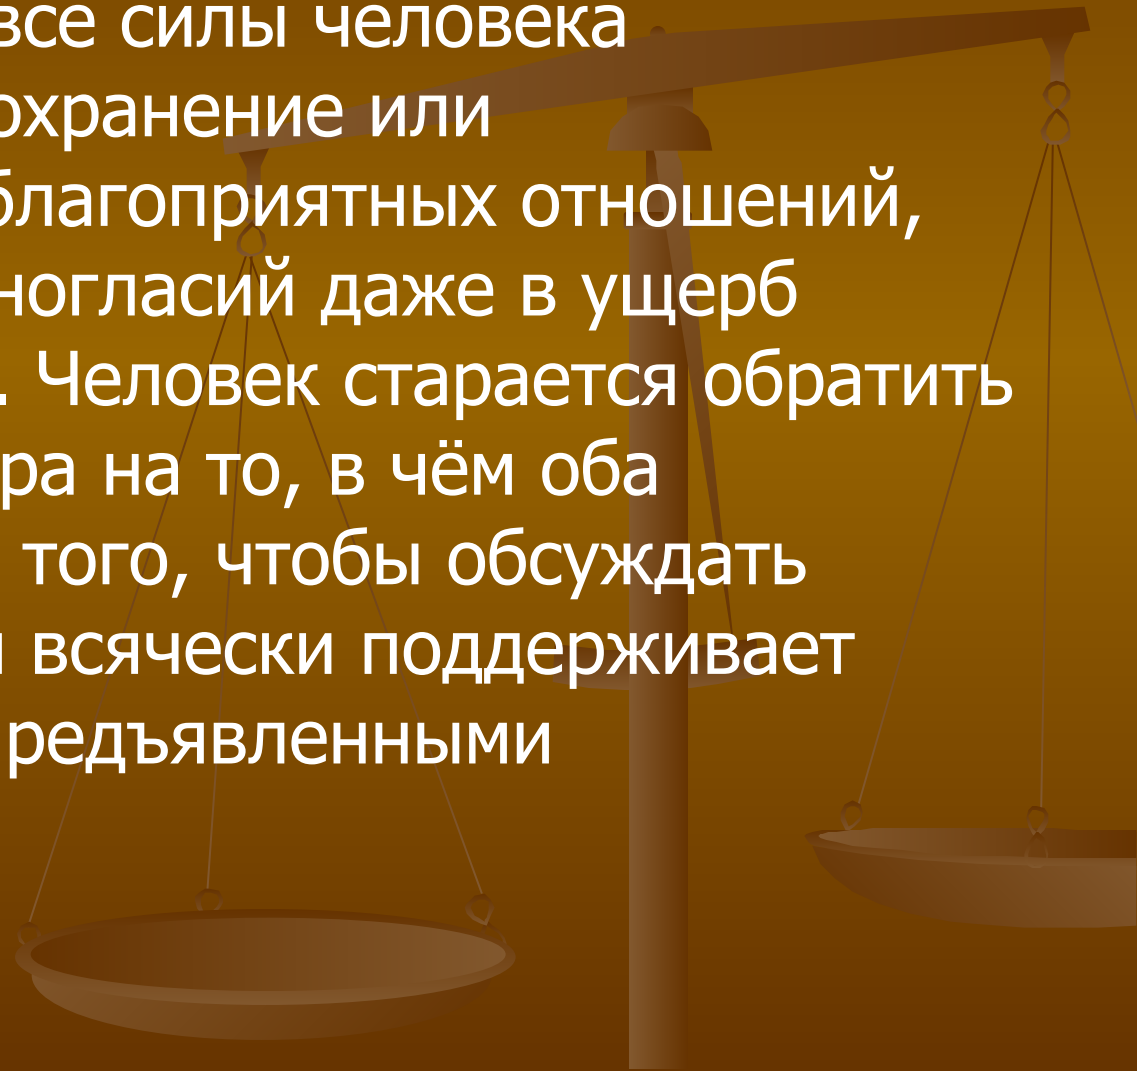 все силы человека
охранение или
благоприятных отношений,
ногласий даже в ущерб
. Человек старается обратить
ра на то, в чём оба
того, чтобы обсуждать
всячески поддерживает
редъявленными